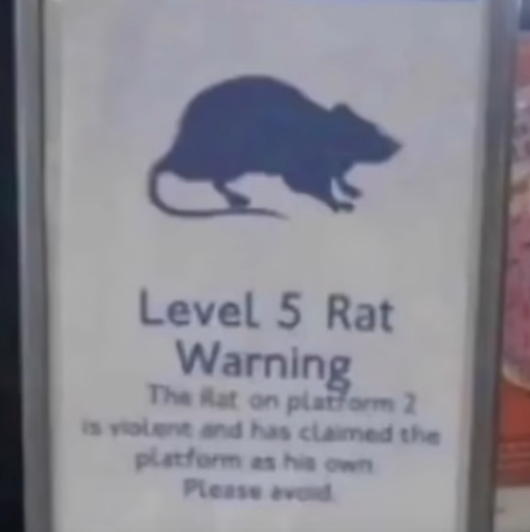 Level 5 Rat
Warning
The Rat on platform 2
is violent and has claimed the
platform as his own
Please avoid.